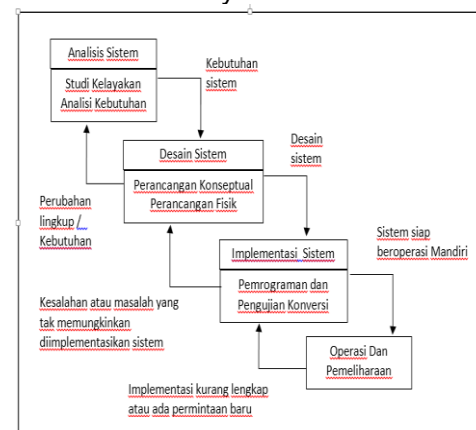 Analisis Sistem
Studi Kelayakan
Analisi Kebutuhan
Kebutuhan
sistem
Desain Sistem
Perancangan Konseptual
Perancangan Fisik
Desain
sistem
Perubahan
lingkup /
Kebutuhan
Implementasi Sistem
Pemrograman dan
Pengujian Konversi
Sistem siap
beroperasi Mandiri
Kesalahan atau masalah yang
tak memungkinkan
diimplementasikan sistem
Operasi Dan
Pemeliharaan
Implementasi kurang lengkap
atau ada permintaan baru